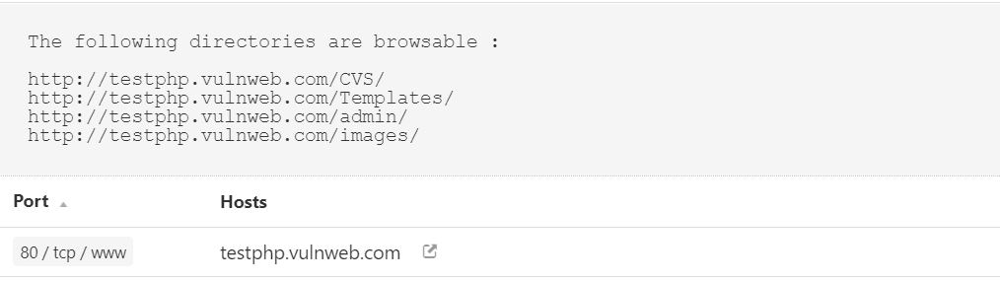 The following directories are browsable :
http://testphp.vulnweb.com/CVS/
http://testphp.vulnweb.com/Templates/
http://testphp.vulnweb.com/admin/
http://testphp.vulnweb.com/images/
Port Hosts
80 / tcp / www testphp.vulnweb.com